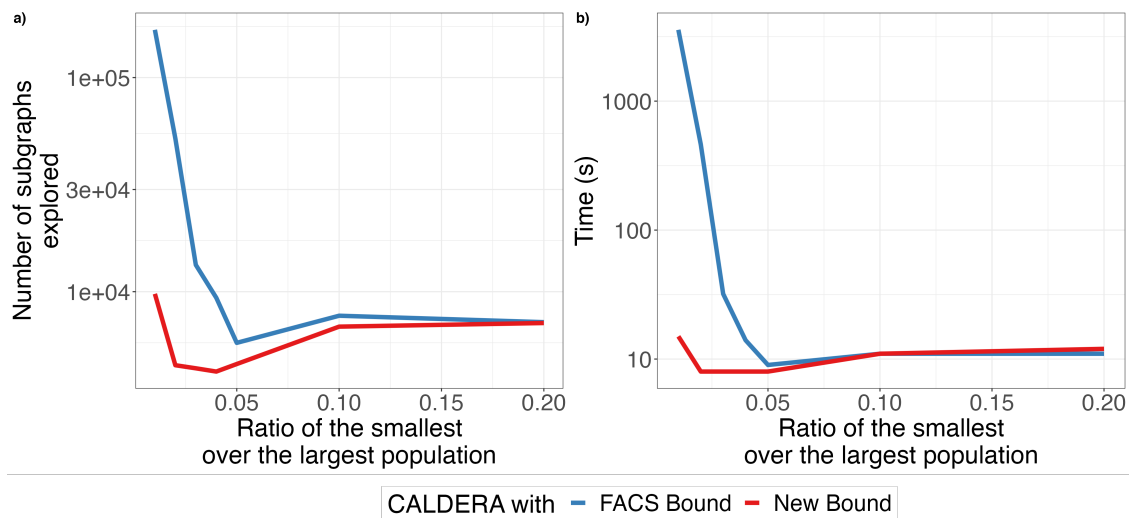 a)
Number of subgraphs
explored
1e+05
3e+04
1e+04
0.05 0.10 0.15 0.20
Ratio of the smallest
over the largest population
b)
Time (s)
1000
100
10
0.05 0.10 0.15 0.20
Ratio of the smallest
over the largest population
CALDERA with FACS Bound New Bound